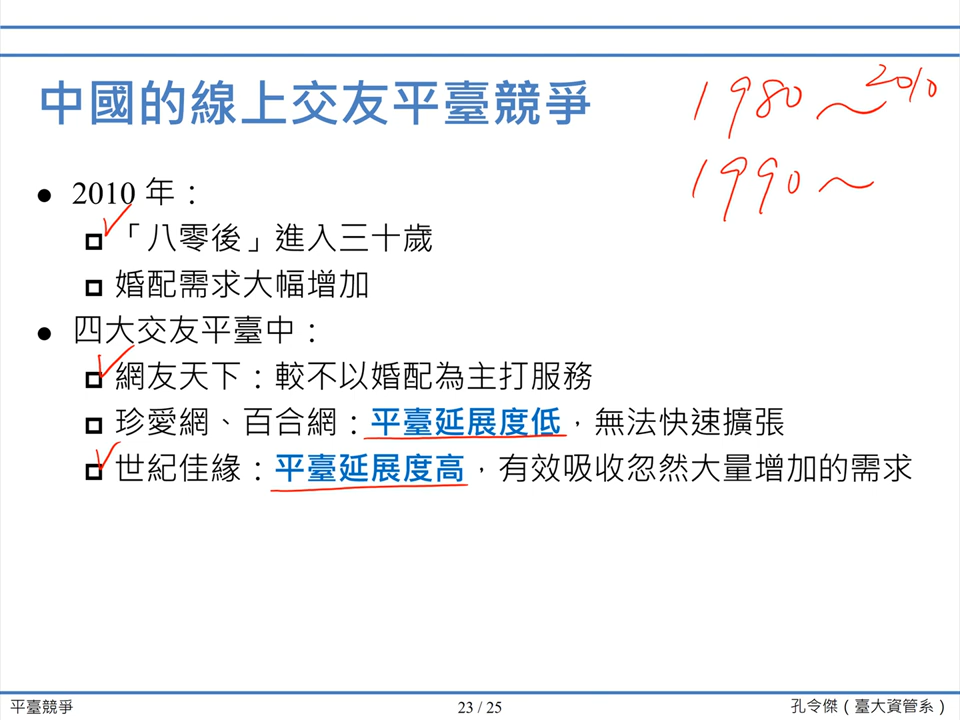 中國的線上交友平臺競爭
1980~2010
1990~
2010 年：
「八零後」進入三十歲
婚配需求大幅增加
四大交友平臺中：
網友天下：較不以婚配為主打服務
珍愛網、百合網：平臺延展度低，無法快速擴張
世紀佳緣：平臺延展度高，有效吸收忽然大量增加的需求
平臺競爭
23 / 25
孔令傑（臺大資管系）